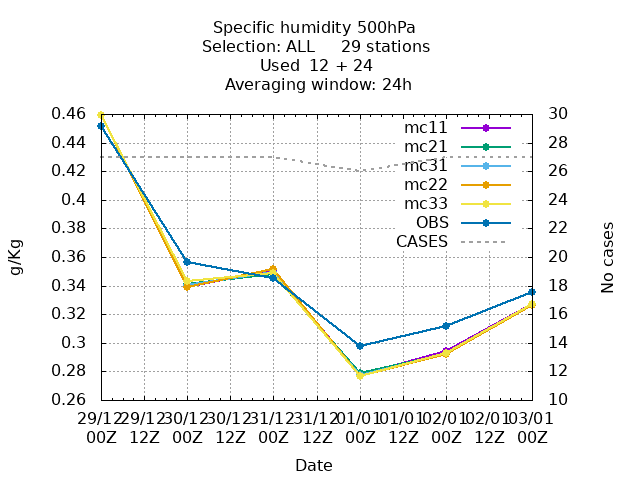 Specific humidity 500hPa
Selection: ALL 29 stations
Used 12 + 24
Averaging window: 24h
0.46
0.44
0.42
0.4
0.38
0.36
0.34
0.32
0.3
0.28
0.26
g/Kg
mc11
mc21
mc31
mc22
mc33
OBS
CASES
30
28
26
24
22
20
18
16
14
12
10
No cases
29/12 29/12 30/12 30/12 31/12 31/12 01/01 01/01 02/01 02/01 03/01
00Z 12Z 00Z 12Z 00Z 12Z 00Z 12Z 00Z 12Z 00Z
Date